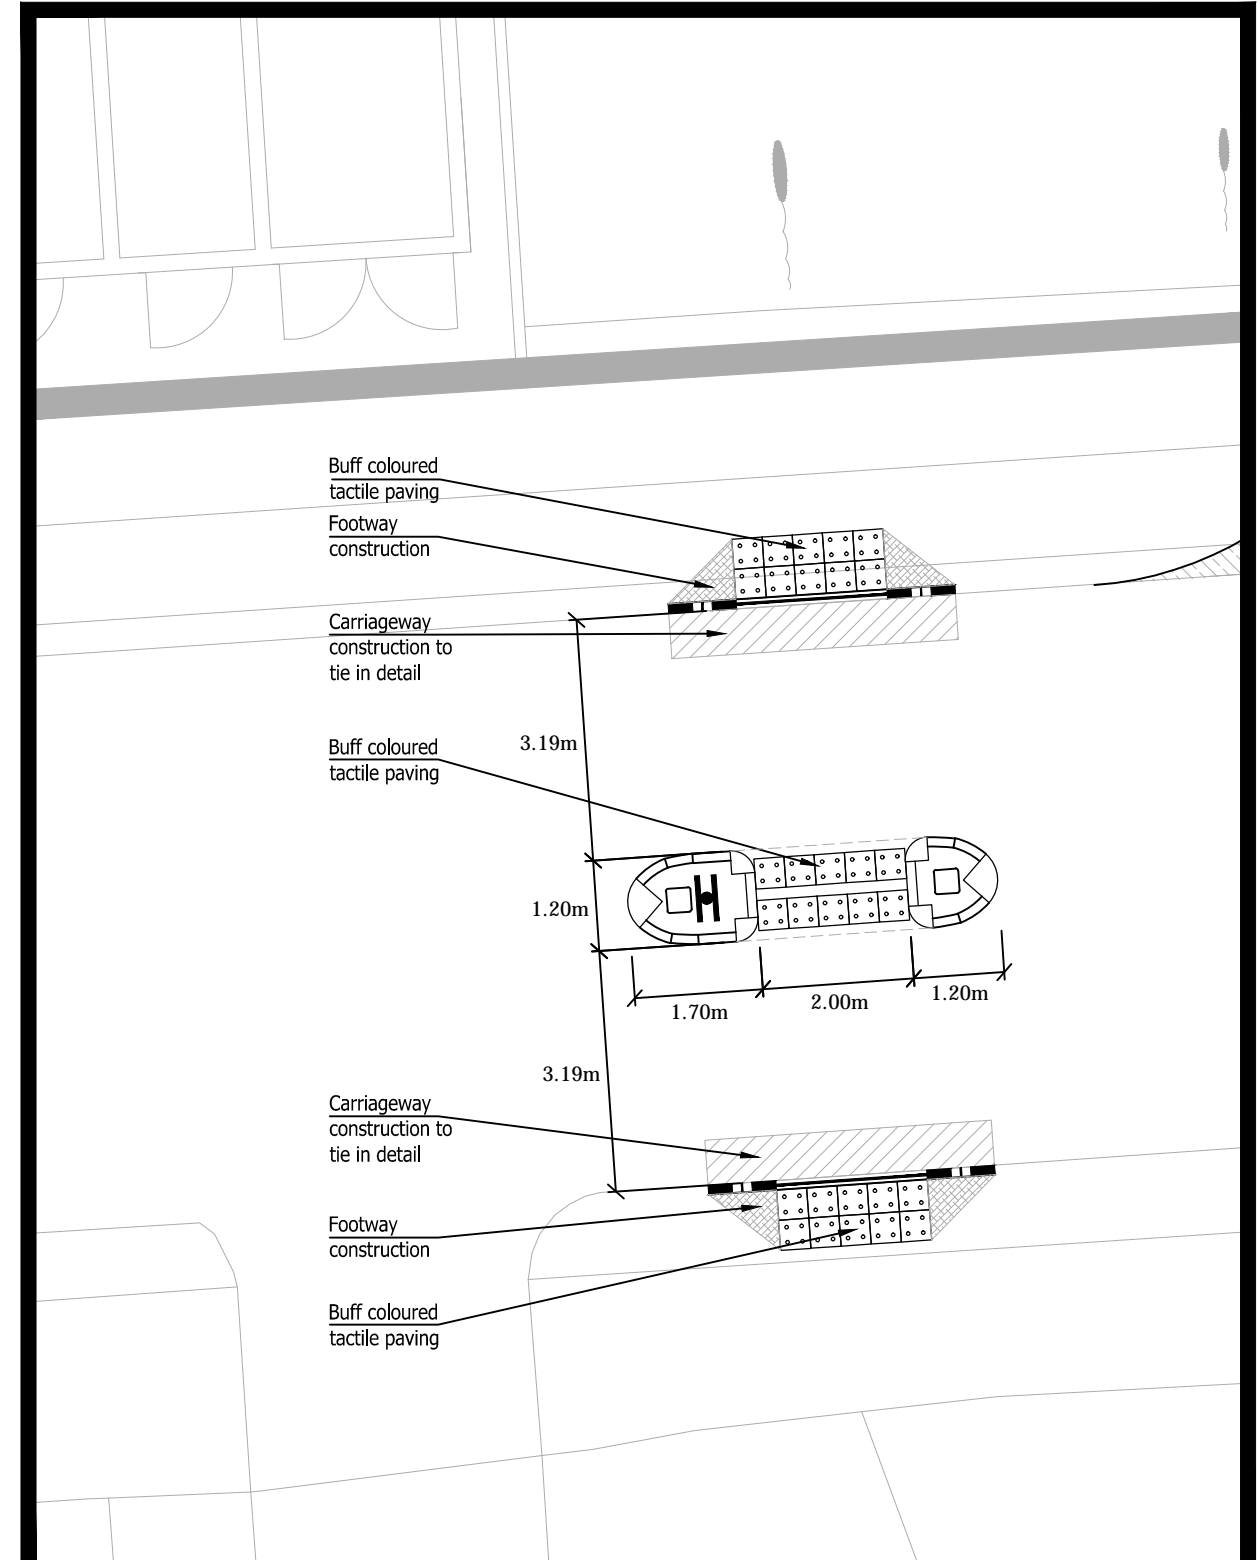 Buff coloured
tactile paving
Footway
construction
Carriageway
construction to
tie in detail
3.19m
Buff coloured
tactile paving
1.20m
1.70m
2.00m
1.20m
3.19m
Carriageway
construction to
tie in detail
Footway
construction
Buff coloured
tactile paving